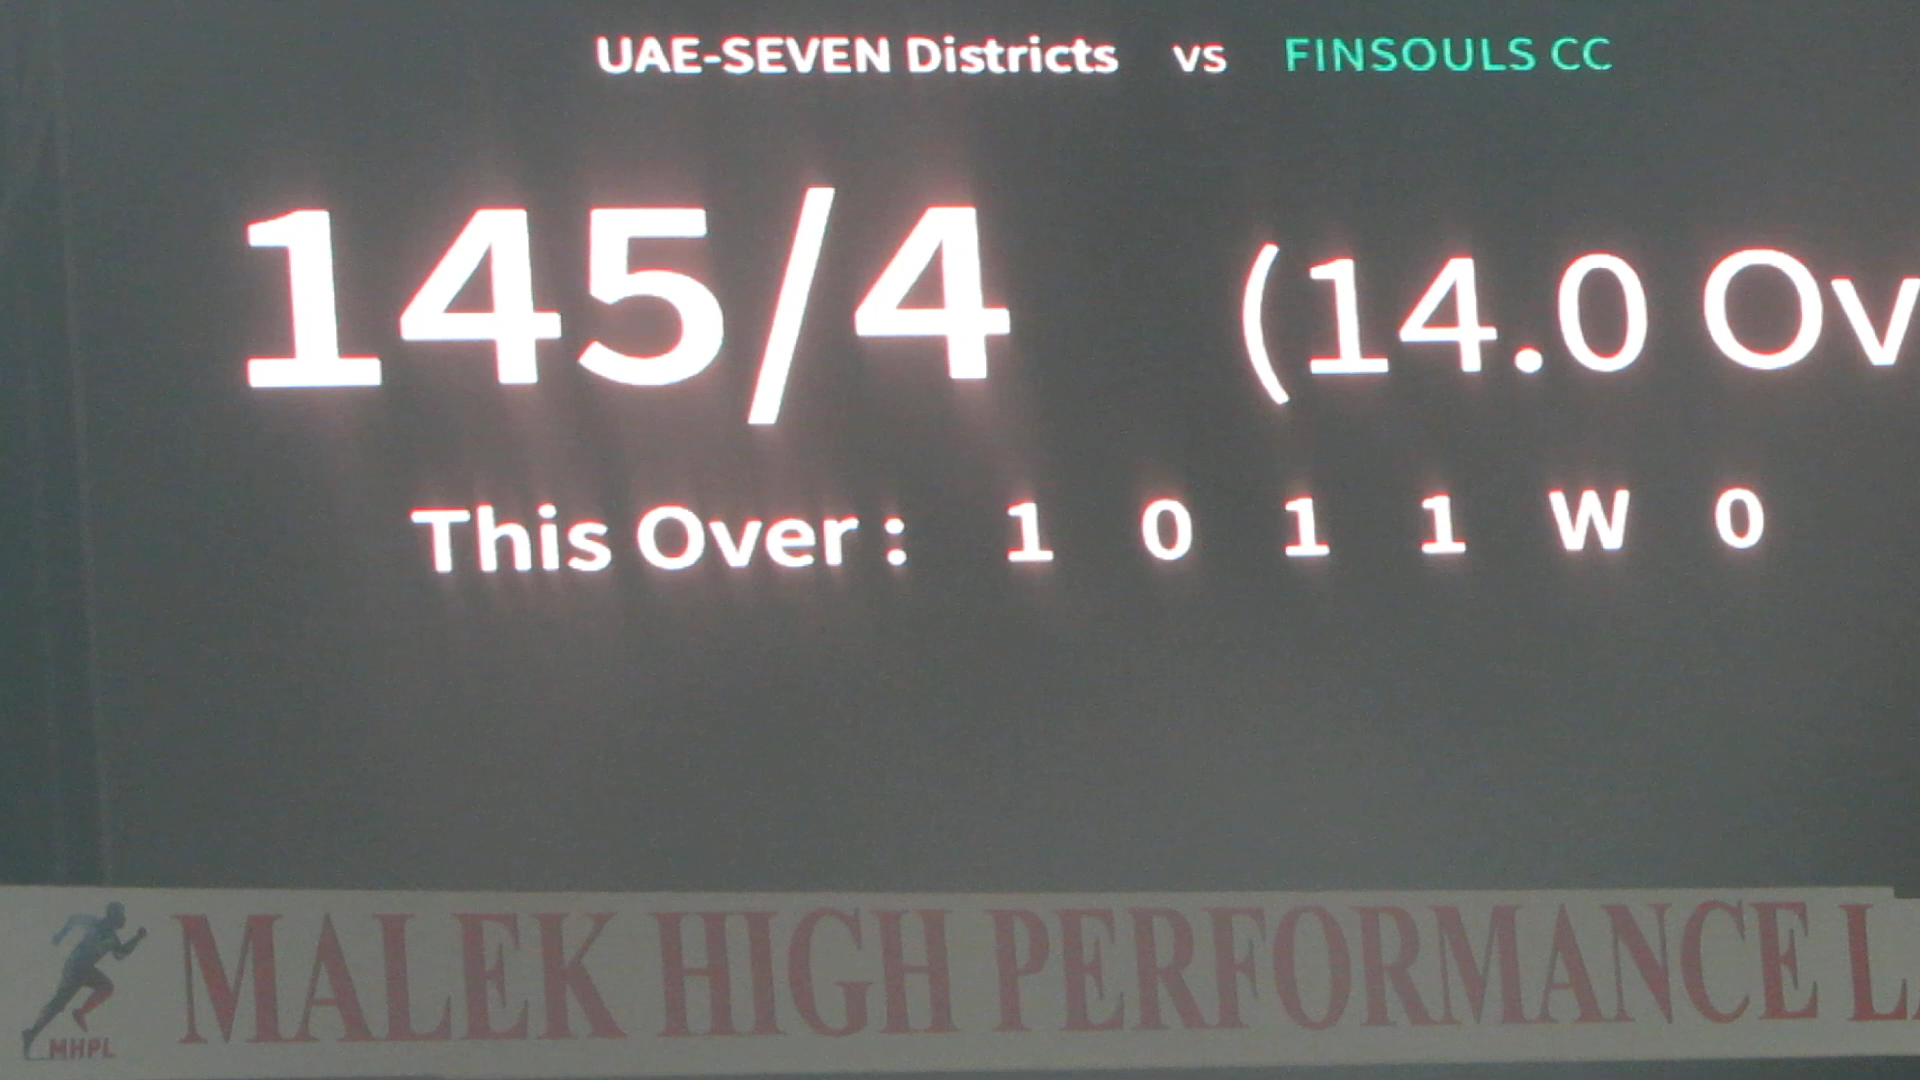 UAE-SEVEN Districts vs FINSOULS CC
145/4 (14.0 Ov
This Over : 1 0 1 1 W 0
MALEK HIGH PERFORMANCE L
MHPL